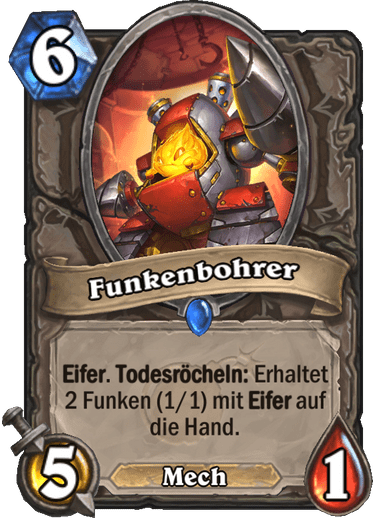 6
Funkenbohrer
Eifer. Todesröcheln: Erhaltet
2 Funken (1/1) mit Eifer auf
die Hand.
5
Mech
1